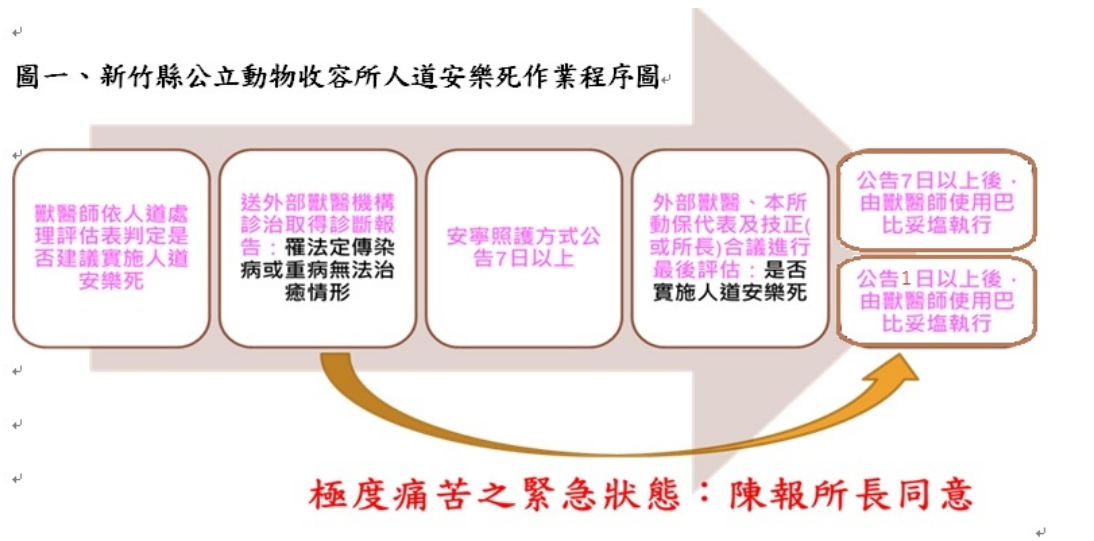 圖一、新竹縣公立動物收容所人道安樂死作業程序圖
獸醫師依人道處
理評估表判定是
否建議實施人道
安樂死
送外部獸醫機構
診治取得診斷報
告：罹法定傳染
病或重病無法治
癒情形
安寧照護方式公
告7日以上
外部獸醫、本所
動保代表及技正(
或所長)合議進行
最後評估：是否
實施人道安樂死
公告7日以上後，
由獸醫師使用巴
比妥塩執行
公告1日以上後，
由獸醫師使用巴
比妥塩執行
極度痛苦之緊急狀態：陳報所長同意